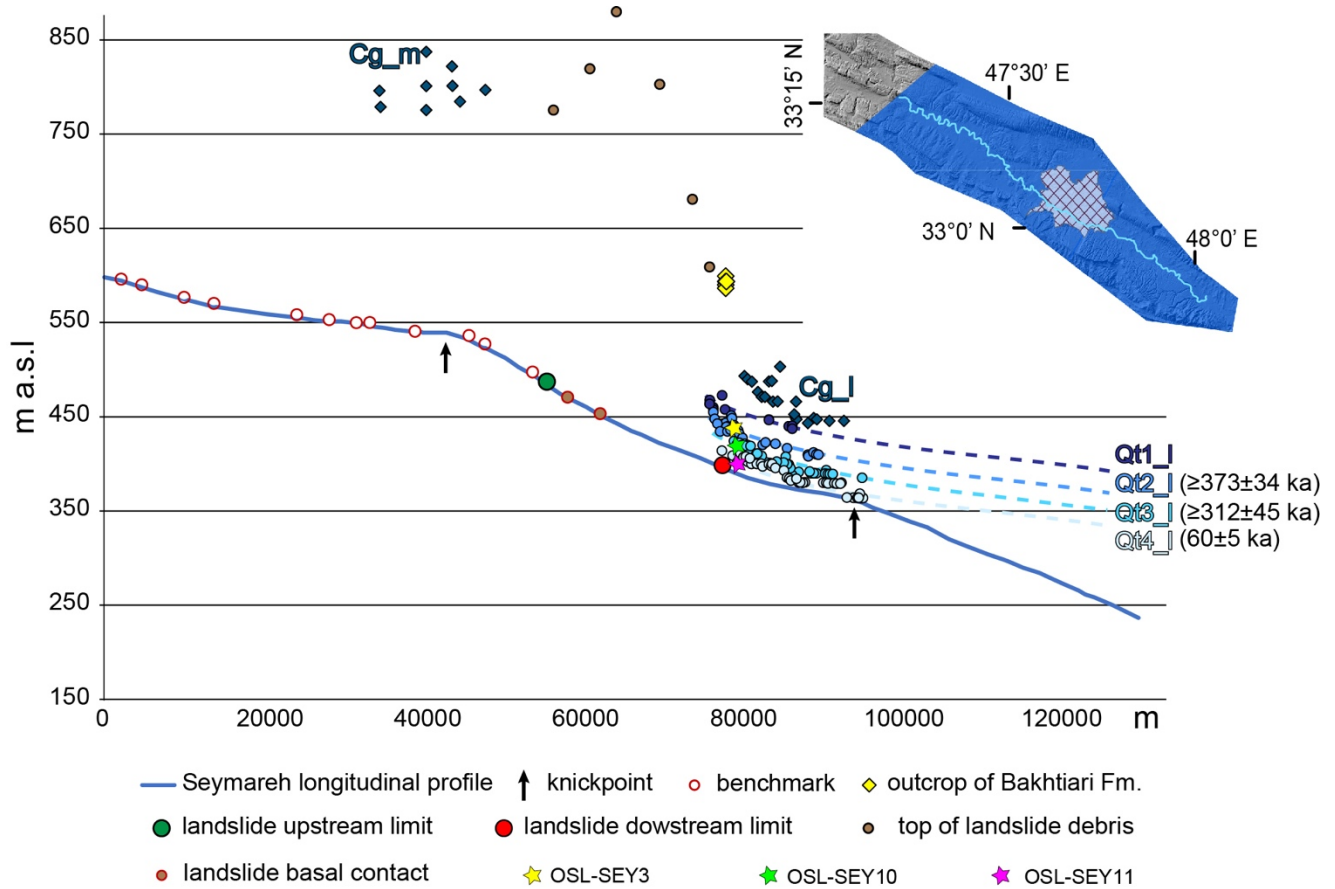 850
750
650
550
450
350
250
150
m a.s.l
Cg_m
Cg_l
33°15' N
47°30' E
33°0' N
48°0' E
Qt1_l
Qt2_l (≥373±34 ka)
Qt3_l (≥312±45 ka)
Qt4_l (60±5 ka)
0 20000 40000 60000 80000 100000 120000 m
Seymareh longitudinal profile knickpoint benchmark outcrop of Bakhtiari Fm.
landslide upstream limit landslide dowstream limit top of landslide debris
landslide basal contact OSL-SEY3 OSL-SEY10 OSL-SEY11